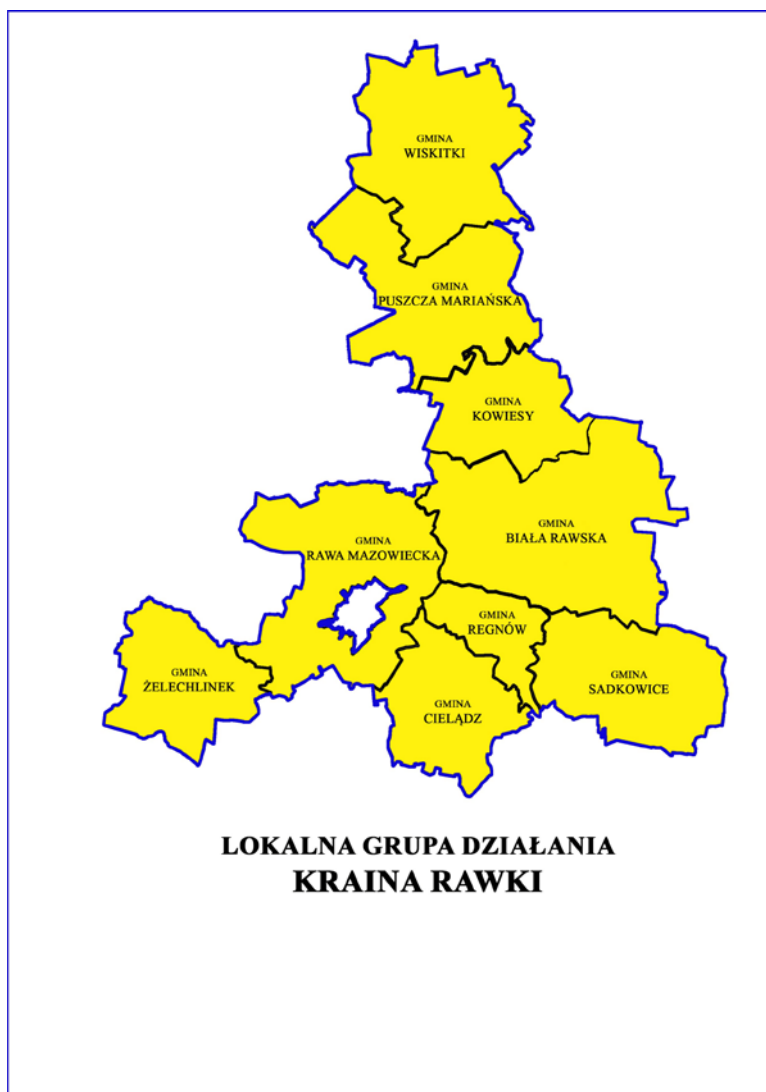 GMINA
WISKITKI
GMINA
PUSZCZA MARIAŃSKA
GMINA
KOWIESY
GMINA
BIAŁA RAWSKA
GMINA
RAWA MAZOWIECKA
GMINA
REGNÓW
GMINA
ŻELECHLINEK
GMINA
SADKOWICE
GMINA
CIELĄDZ
LOKALNA GRUPA DZIAŁANIA
KRAINA RAWKI